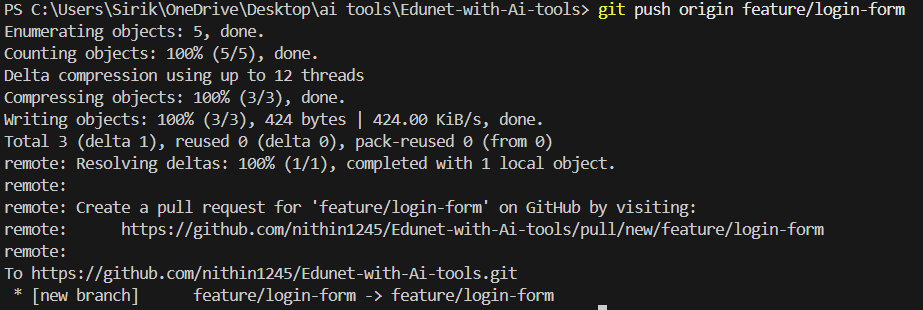 PS C:\Users\Sirik\OneDrive\Desktop\ai tools\Edunet-with-Ai-tools> git push origin feature/login-form
Enumerating objects: 5, done.
Counting objects: 100% (5/5), done.
Delta compression using up to 12 threads
Compressing objects: 100% (3/3), done.
Writing objects: 100% (3/3), 424 bytes | 424.00 KiB/s, done.
Total 3 (delta 1), reused 0 (delta 0), pack-reused 0 (from 0)
remote: Resolving deltas: 100% (1/1), completed with 1 local object.
remote:
remote: Create a pull request for 'feature/login-form' on GitHub by visiting:
remote:      https://github.com/nithin1245/Edunet-with-Ai-tools/pull/new/feature/login-form
remote:
To https://github.com/nithin1245/Edunet-with-Ai-tools.git
 * [new branch]      feature/login-form -> feature/login-form